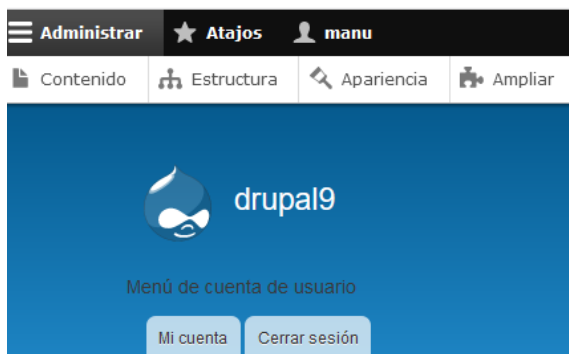 Administrar Atajos manu
Contenido Estructura Apariencia Ampliar
drupal9
Menú de cuenta de usuario
Mi cuenta Cerrar sesión